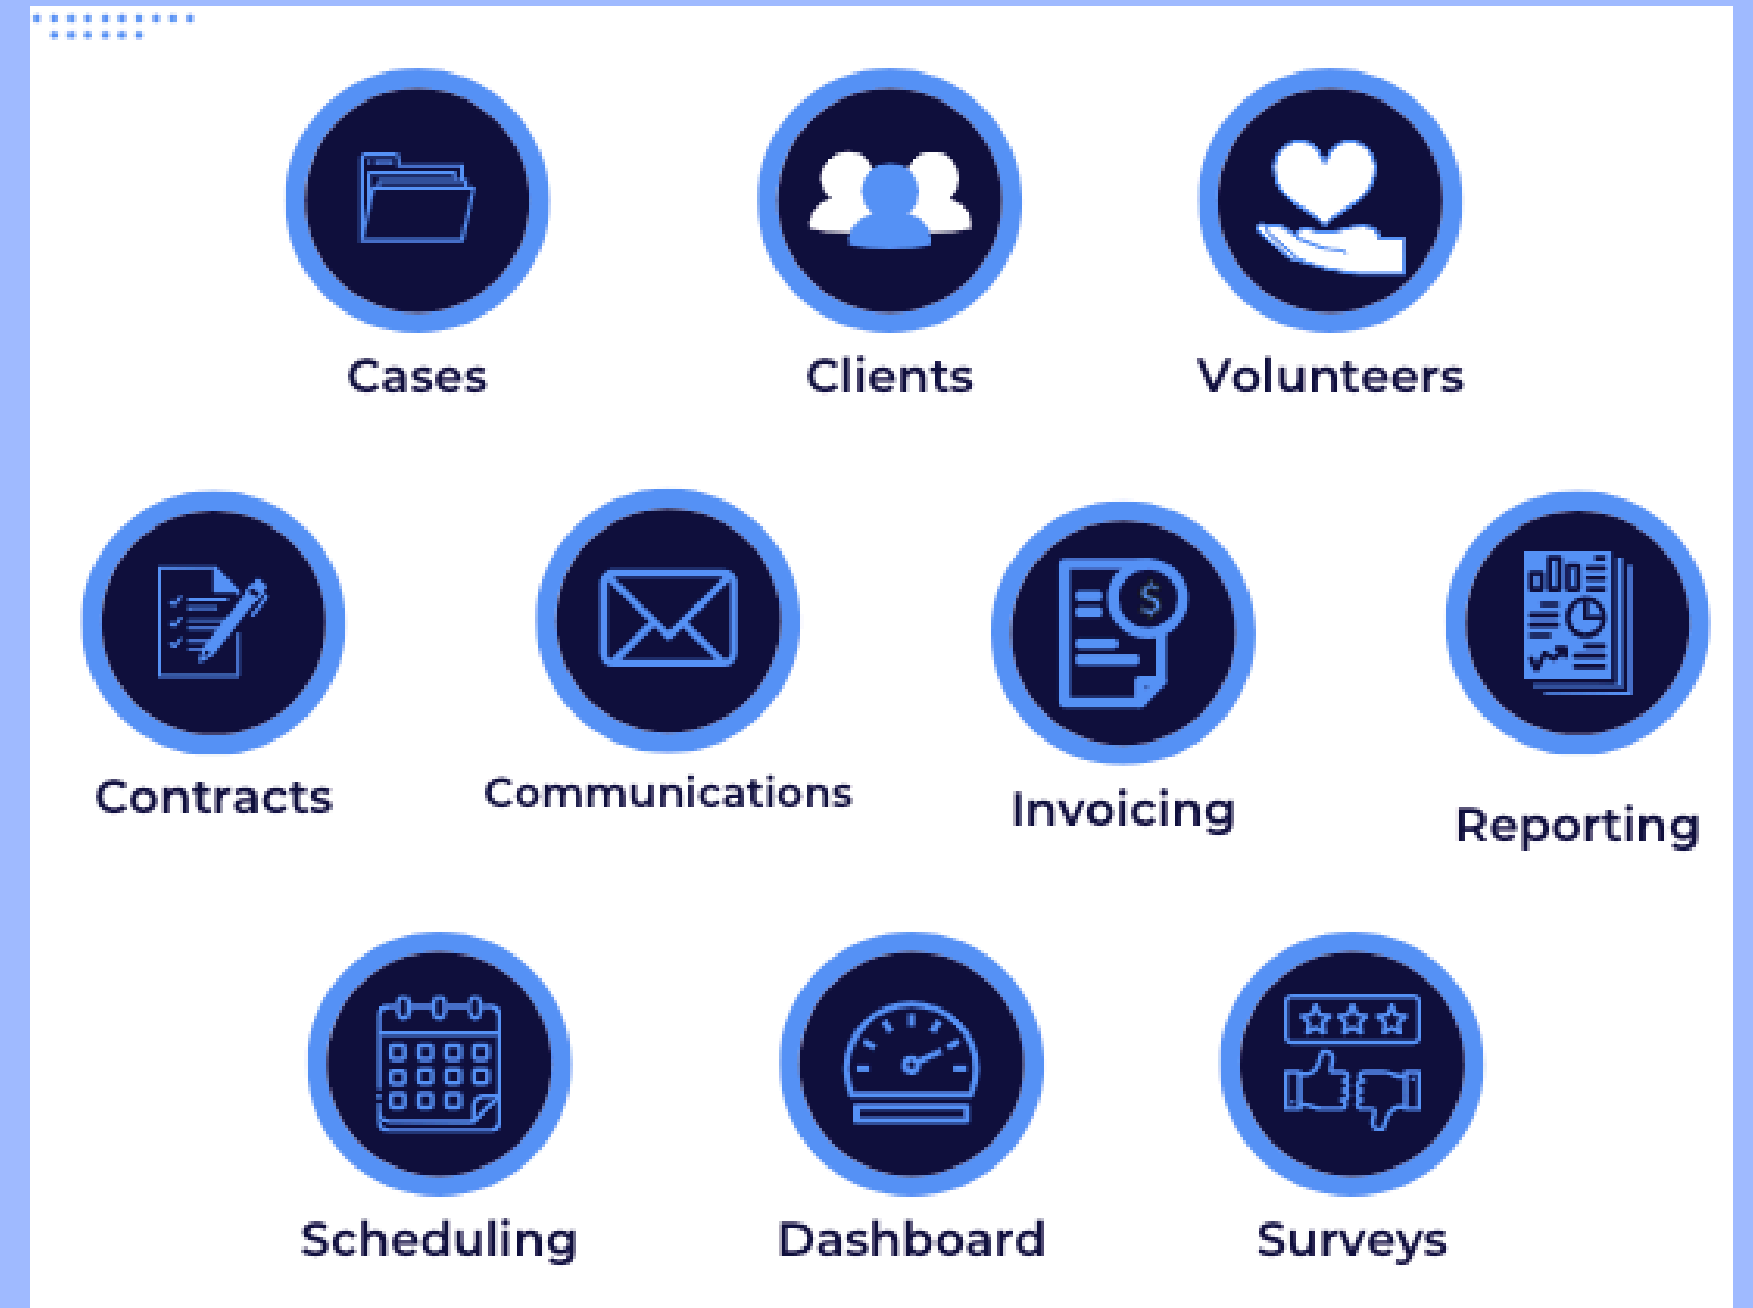 Cases
Clients
Volunteers
$
Contracts
Communications
Invoicing
Reporting
Scheduling
Dashboard
Surveys